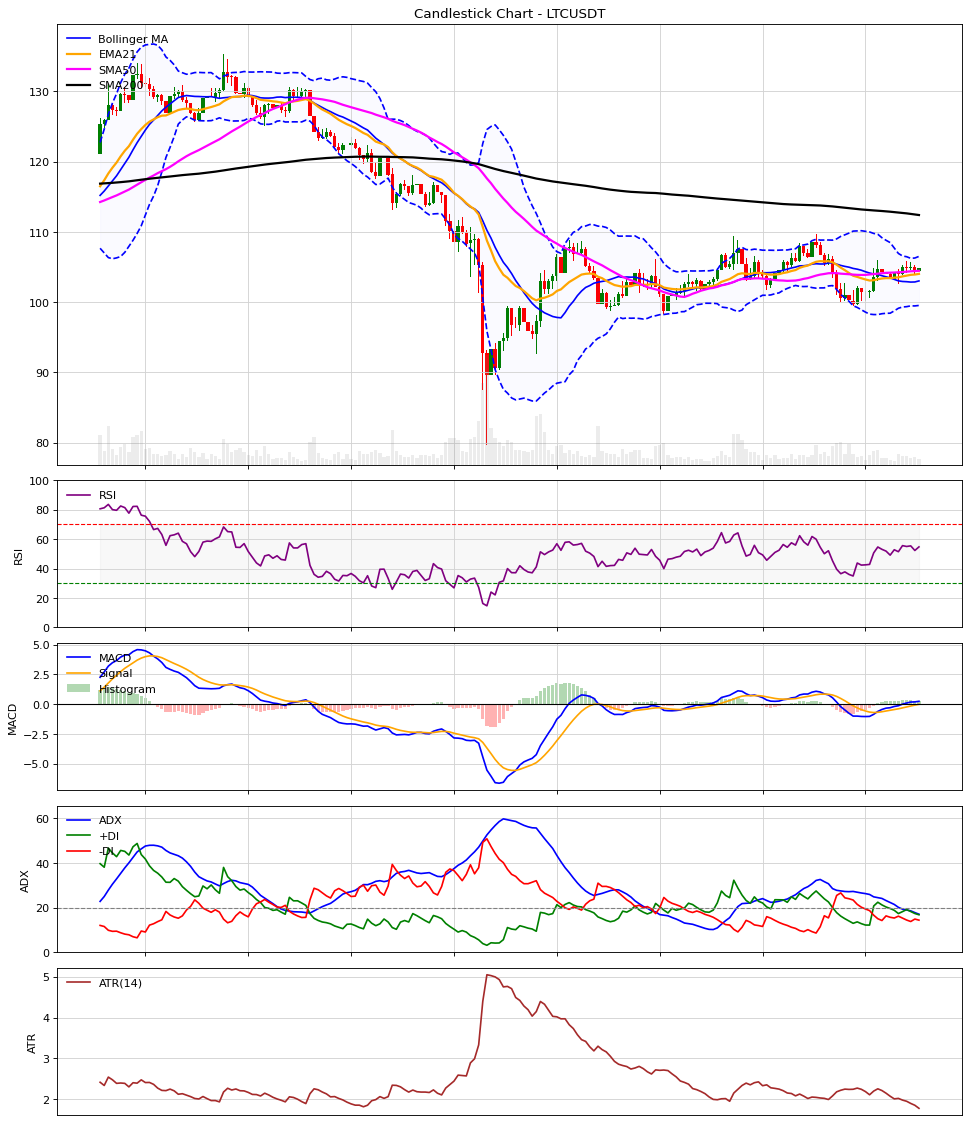 Candlestick Chart - LTCUSDT
Bollinger MA
EMA21
SMA50
SMA200
130
120
110
100
90
80
RSI
RSI
100
80
60
40
20
0
MACD
Signal
Histogram
MACD
5.0
2.5
0.0
−2.5
−5.0
ADX
+DI
-DI
ADX
60
40
20
0
ATR(14)
ATR
5
4
3
2